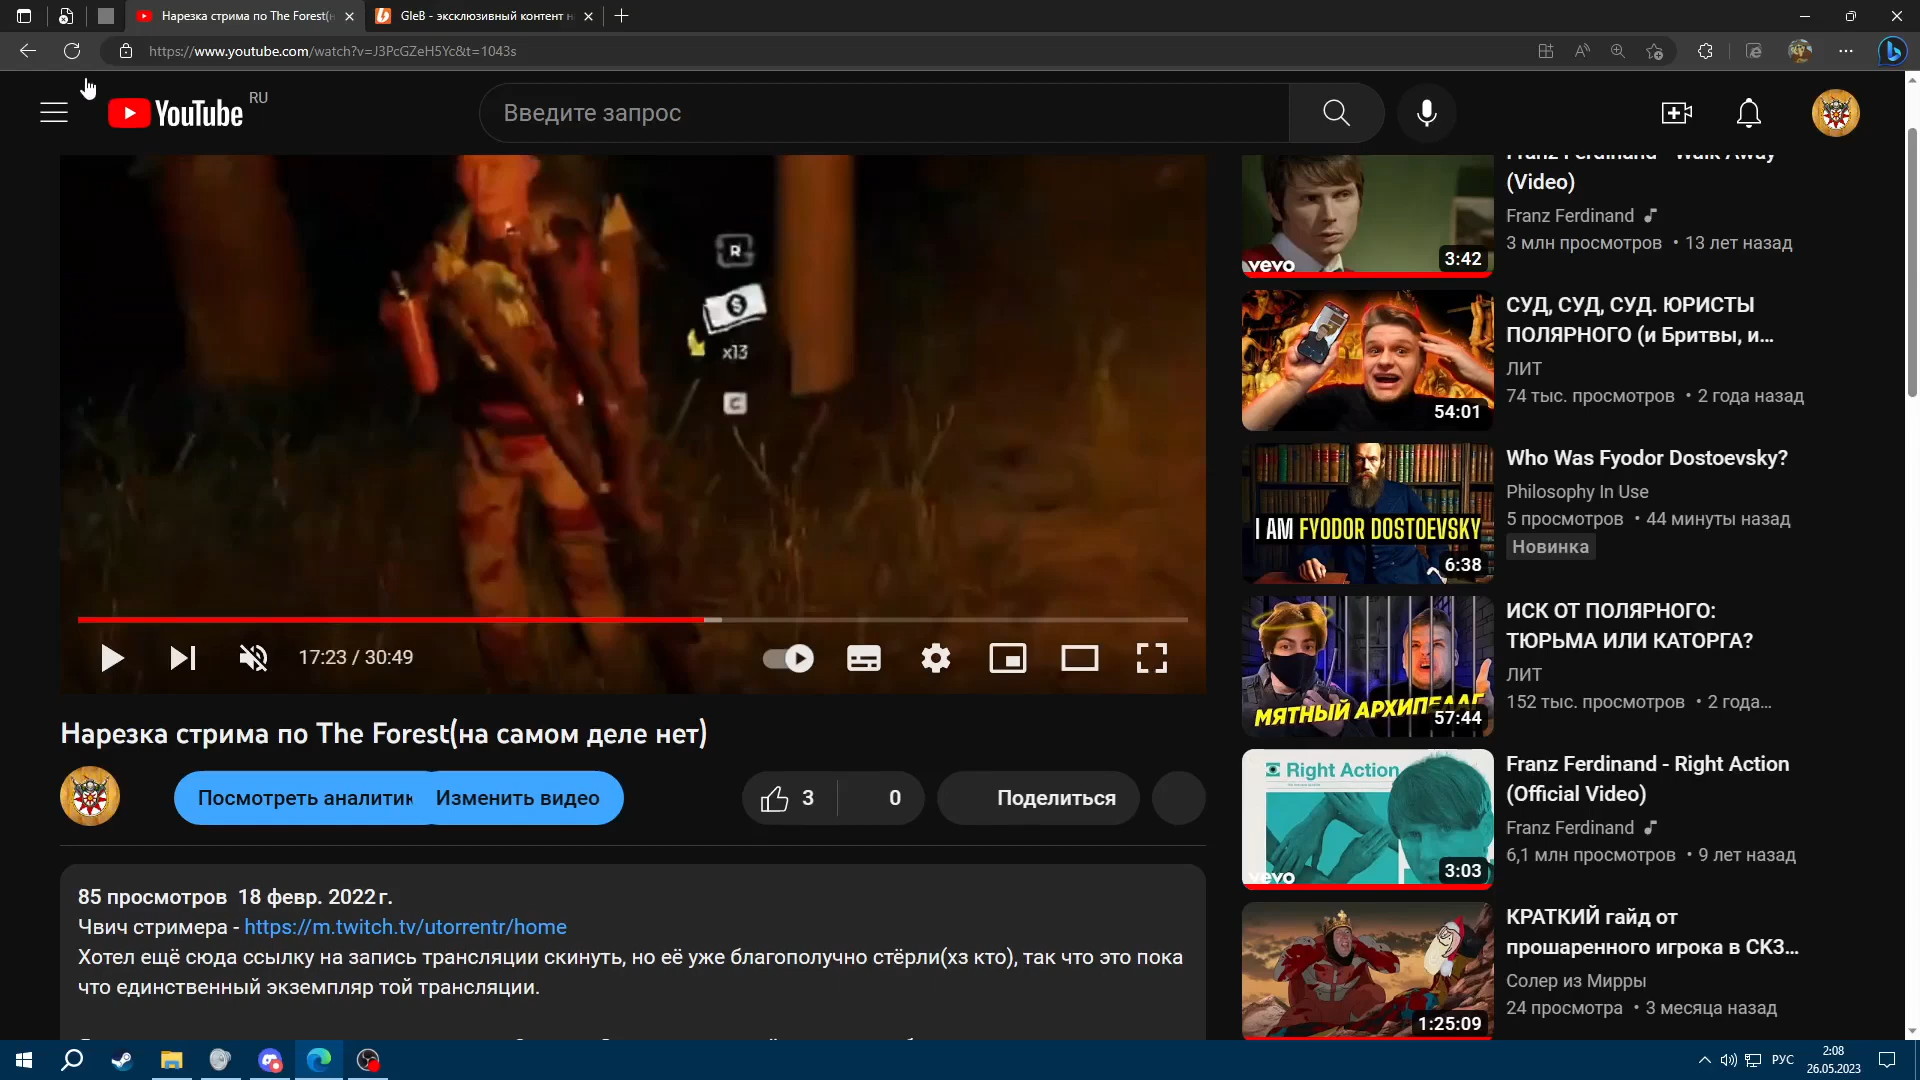 Нарезка стрима по The Forest(н
GleB - эксклюзивный контент н
https://www.youtube.com/watch?v=J3PcGZeH5Yc&t=1043s
YouTube
RU
Введите запрос
R
x13
C
17:23 / 30:49
Нарезка стрима по The Forest(на самом деле нет)
Посмотреть аналитик
Изменить видео
3
0
Поделиться
85 просмотров 18 февр. 2022 г.
Чвич стримера - https://m.twitch.tv/utorrentr/home
Хотел ещё сюда ссылку на запись трансляции скинуть, но её уже благополучно стёрли(хз кто), так что это пока
что единственный экземпляр той трансляции.
Franz Ferdinand - Walk Away
(Video)
Franz Ferdinand
3 млн просмотров • 13 лет назад
vevo
3:42
СУД, СУД, СУД. ЮРИСТЫ
ПОЛЯРНОГО (и Бритвы, и...
ЛИТ
74 тыс. просмотров • 2 года назад
54:01
Who Was Fyodor Dostoevsky?
Philosophy In Use
5 просмотров • 44 минуты назад
Новинка
I AM FYODOR DOSTOEVSKY
6:38
ИСК ОТ ПОЛЯРНОГО:
ТЮРЬМА ИЛИ КАТОРГА?
ЛИТ
152 тыс. просмотров • 2 года...
МЯТНЫЙ АРХИПЕЛАГ
57:44
Franz Ferdinand - Right Action
(Official Video)
Franz Ferdinand
6,1 млн просмотров • 9 лет назад
Right Action
vevo
3:03
КРАТКИЙ гайд от
прошаренного игрока в СК3...
Солер из Мирры
24 просмотра • 3 месяца назад
1:25:09
РУС
2:08
26.05.2023